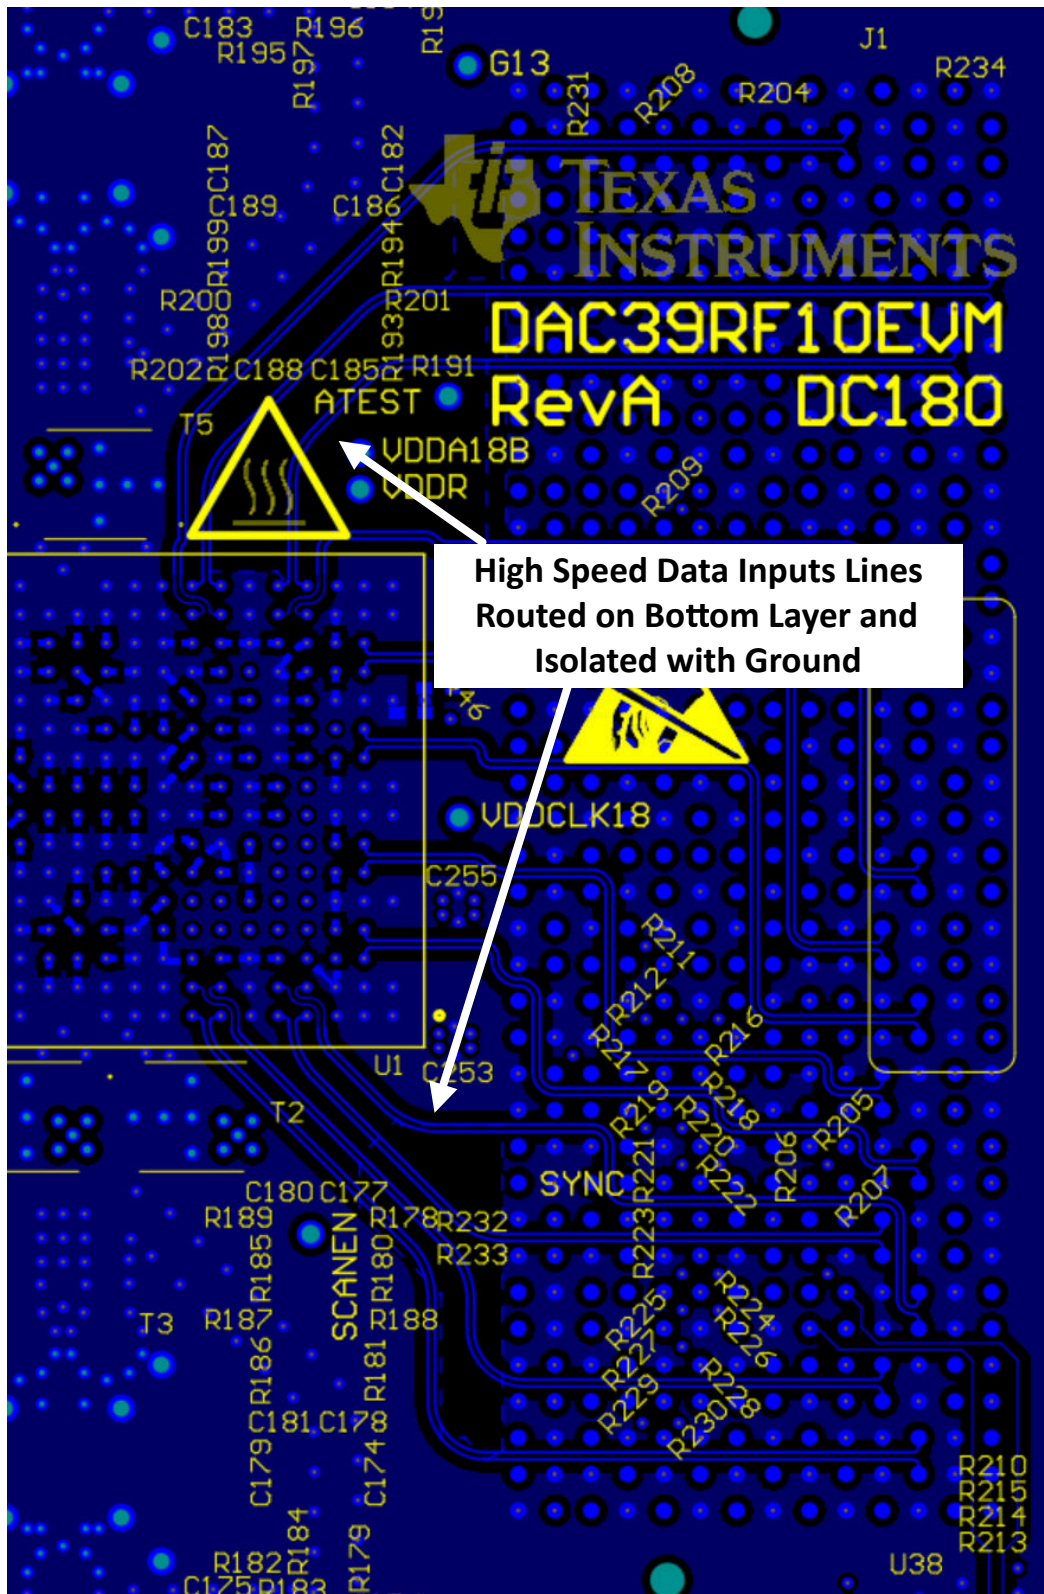 C183
R196
R195
R197
G13
J1
R234
R231
R208
R204
C187
C182
C189
C186
TEXAS
INSTRUMENTS
R199
R194
R200
R201
R198
R193
DAC39RF10EVM
R202
C188
C185
R191
ATEST
RevA DC180
T5
VDDA18B
VDDR
R209
High Speed Data Inputs Lines
Routed on Bottom Layer and
Isolated with Ground
VDDCLK18
C255
R211
R212
R216
R217
U1
C253
R219
R218
R205
T2
R220
R221
R206
SYNC
R222
R207
C180
C177
R189
R178
R232
R185
R180
R233
R223
SCANEN
R187
R188
T3
R225
R224
R227
R226
R186
R181
R229
R228
C181
C178
R230
C179
C174
R210
R215
R214
R213
R184
R179
R182
U38
C175
R183